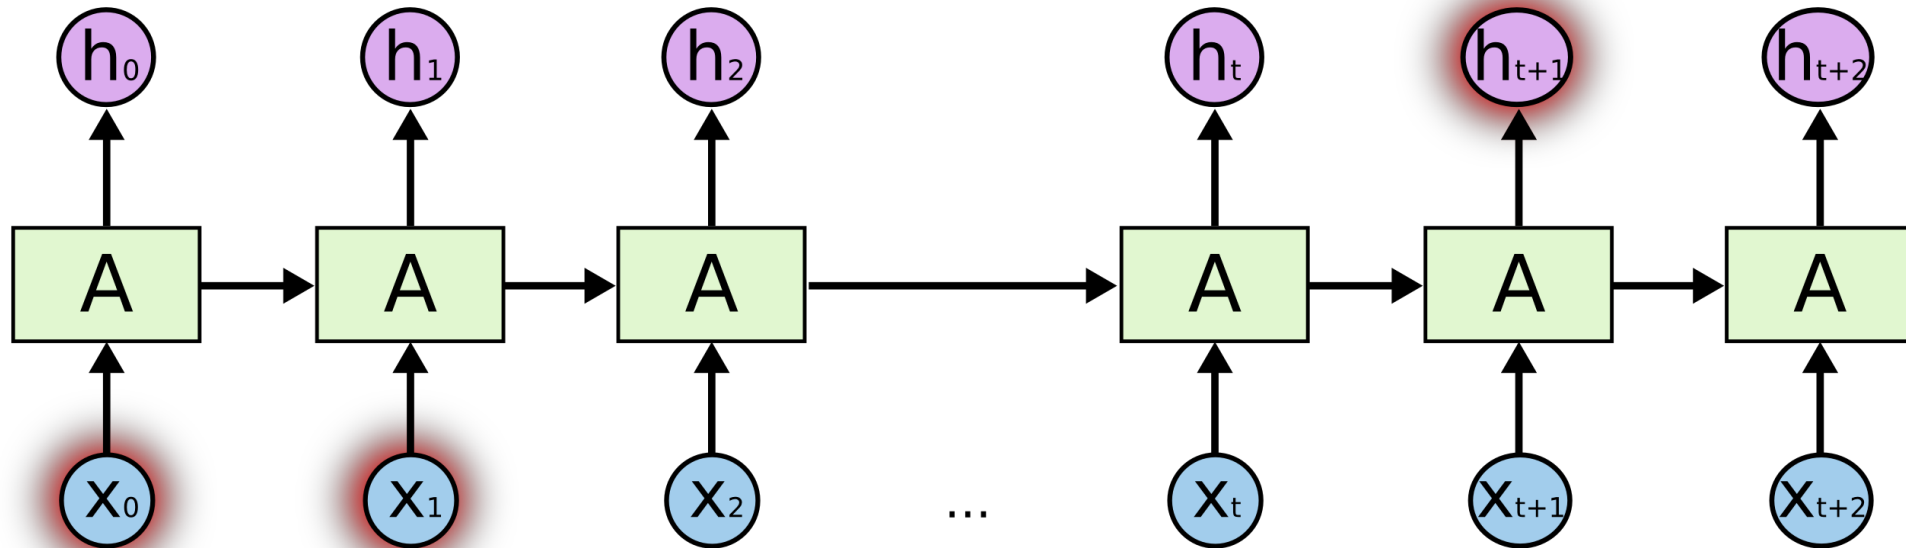 h0 h1 h2 ht ht+1 ht+2
A A A A A A
x0 x1 x2 ... xt xt+1 xt+2